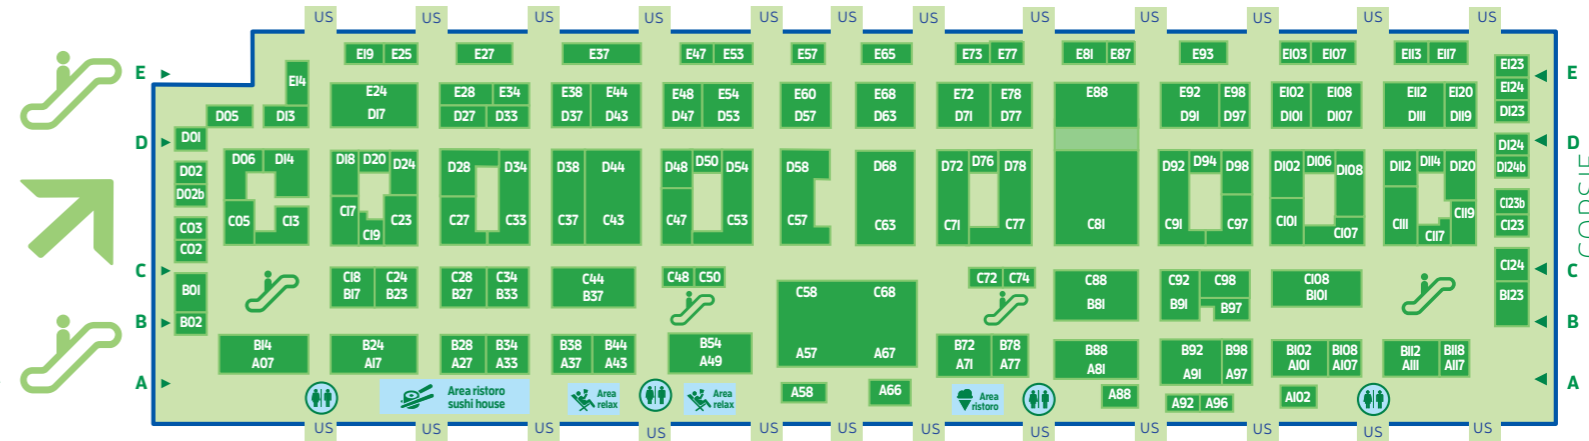 US US US US US US US US US US US US
E19 E25 E27 E37 E47 E53 E57 E65 E73 E77 E81 E87 E93 E103 E107 E113 E117
E E14 E123 E
E24 E28 E34 E38 E44 E48 E54 E60 E68 E72 E78 E88 E92 E98 E102 E108 E112 E120 E124
D05 D13 D17 D27 D33 D37 D43 D47 D53 D57 D63 D71 D77 D91 D97 D101 D107 D111 D119 D123
D D01 D124 D
D06 D14 D18 D20 D24 D28 D34 D38 D44 D48 D50 D54 D58 D68 D72 D76 D78 D92 D94 D98 D102 D106 D108 D112 D114 D120
D02 D124b
D02b
CORSIE
C17 C119 C123b
C03 C05 C13 C23 C27 C33 C37 C43 C47 C53 C57 C63 C71 C77 C81 C91 C97 C101 C111 C123
C19 C107 C117
C02
C C18 C24 C28 C34 C44 C48 C50 C72 C74 C88 C92 C98 C108 C124 C
B01 B17 B23 B27 B33 B37 C58 C68 B81 B91 B97 B101 B123
B B02 B
B14 B24 B28 B34 B38 B44 B54 A57 A67 B72 B78 B88 B92 B98 B102 B108 B112 B118
A07 A17 A27 A33 A37 A43 A49 A71 A77 A81 A91 A97 A101 A107 A111 A117
A A58 A66 A88 A92 A96 A102 A
Area ristoro
sushi house
Area
relax
Area
relax
Area
ristoro
US US US US US US US US US US US US